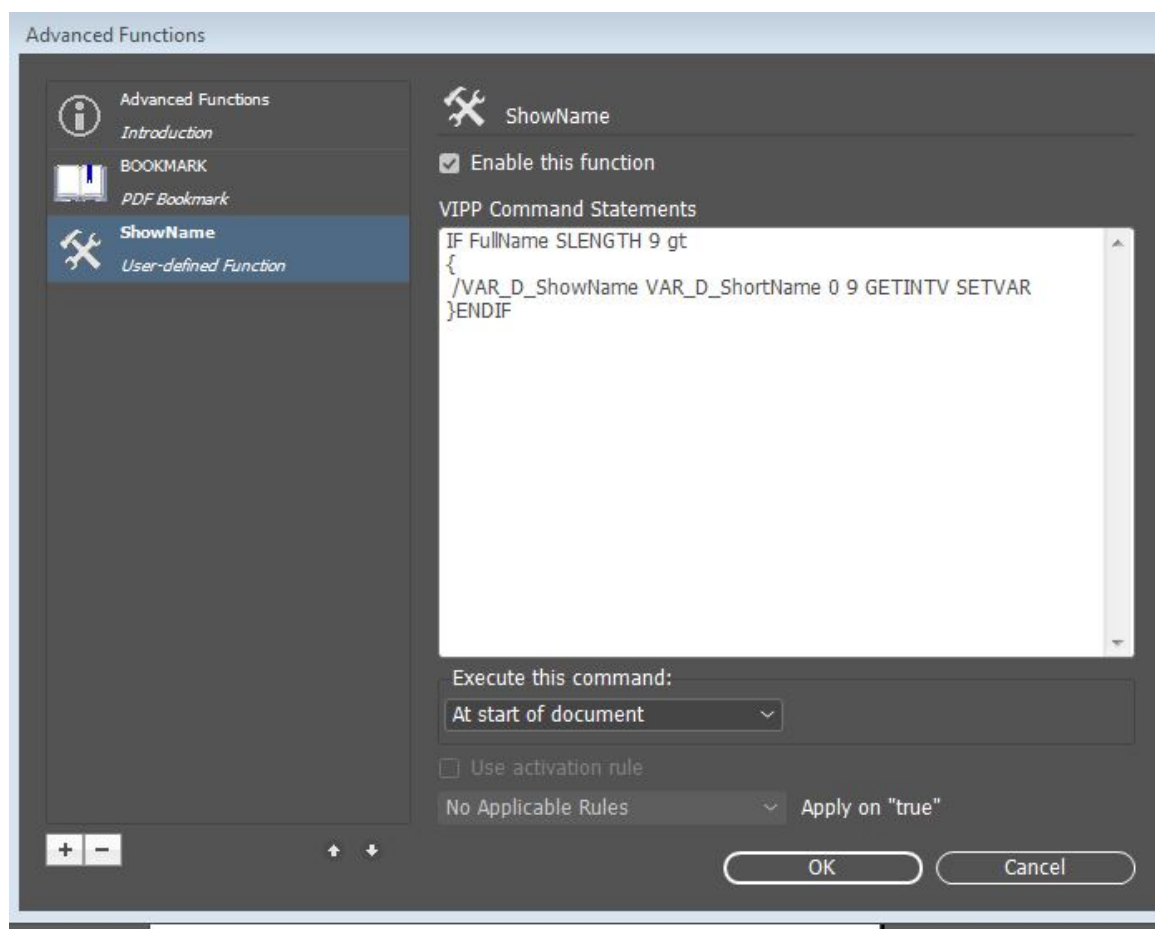 Advanced Functions
Advanced Functions
Introduction
BOOKMARK
PDF Bookmark
ShowName
User-defined Function
ShowName
Enable this function
VIPP Command Statements
IF FullName SLENGTH 9 gt
{
/VAR_D_ShowName VAR_D_ShortName 0 9 GETINTV SETVAR
}ENDIF
Execute this command:
At start of document
Use activation rule
No Applicable Rules
Apply on "true"
+ -
OK
Cancel